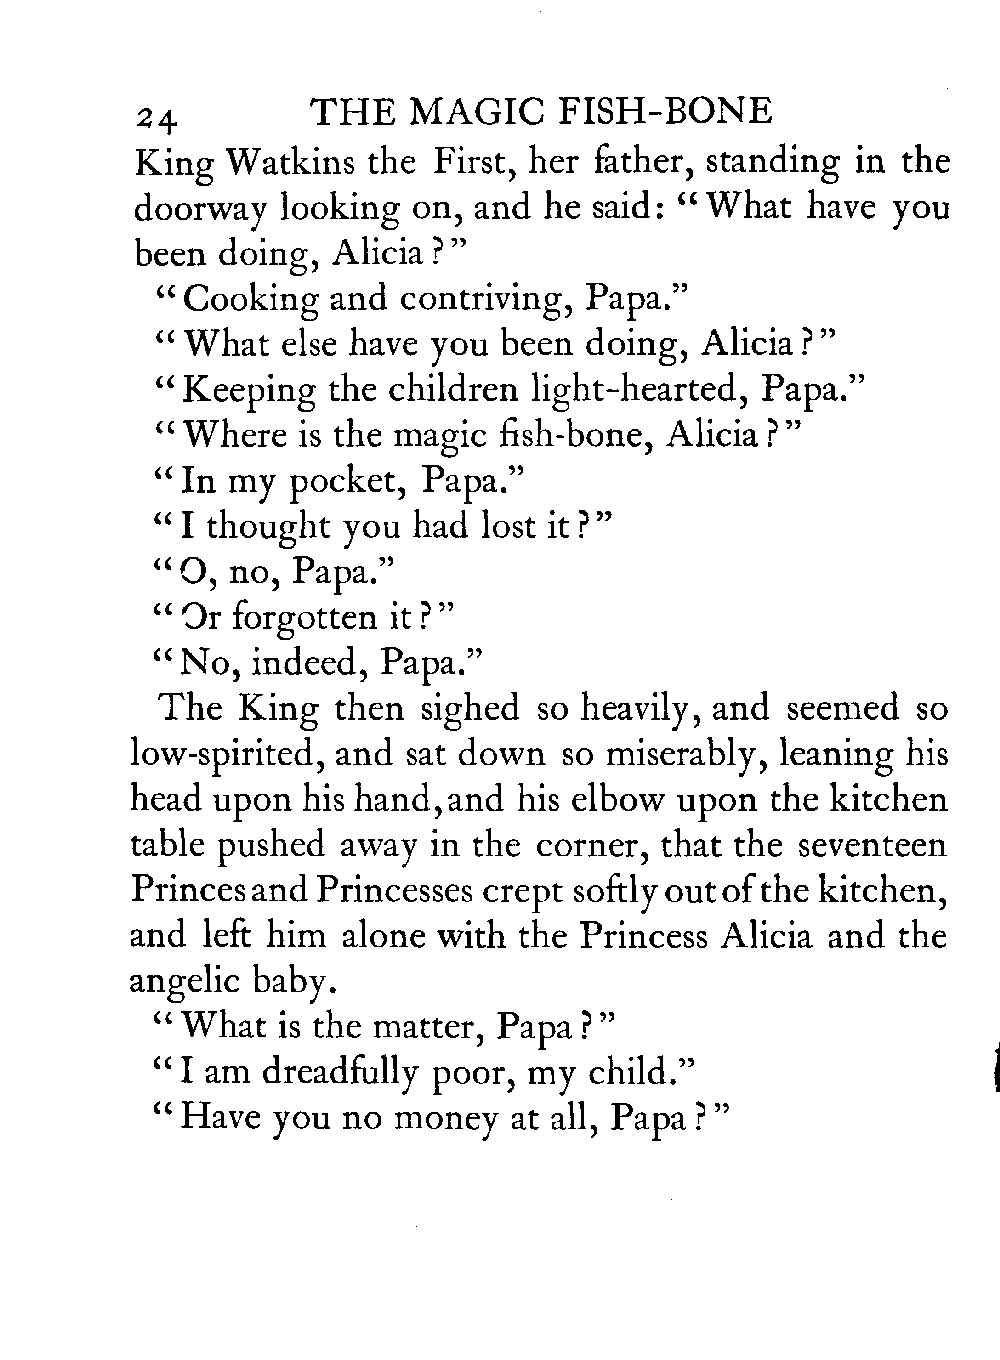 24 THE MAGIC FISH-BONE
King Watkins the First, her father, standing in the
doorway looking on, and he said: “What have you
been doing, Alicia?”
“Cooking and contriving, Papa.”
“What else have you been doing, Alicia?”
“Keeping the children light-hearted, Papa.”
“Where is the magic fish-bone, Alicia?”
“In my pocket, Papa.”
“I thought you had lost it?”
“O, no, Papa.”
“Or forgotten it?”
“No, indeed, Papa.”
The King then sighed so heavily, and seemed so
low-spirited, and sat down so miserably, leaning his
head upon his hand, and his elbow upon the kitchen
table pushed away in the corner, that the seventeen
Princes and Princesses crept softly out of the kitchen,
and left him alone with the Princess Alicia and the
angelic baby.
“What is the matter, Papa?”
“I am dreadfully poor, my child.”
“Have you no money at all, Papa?”